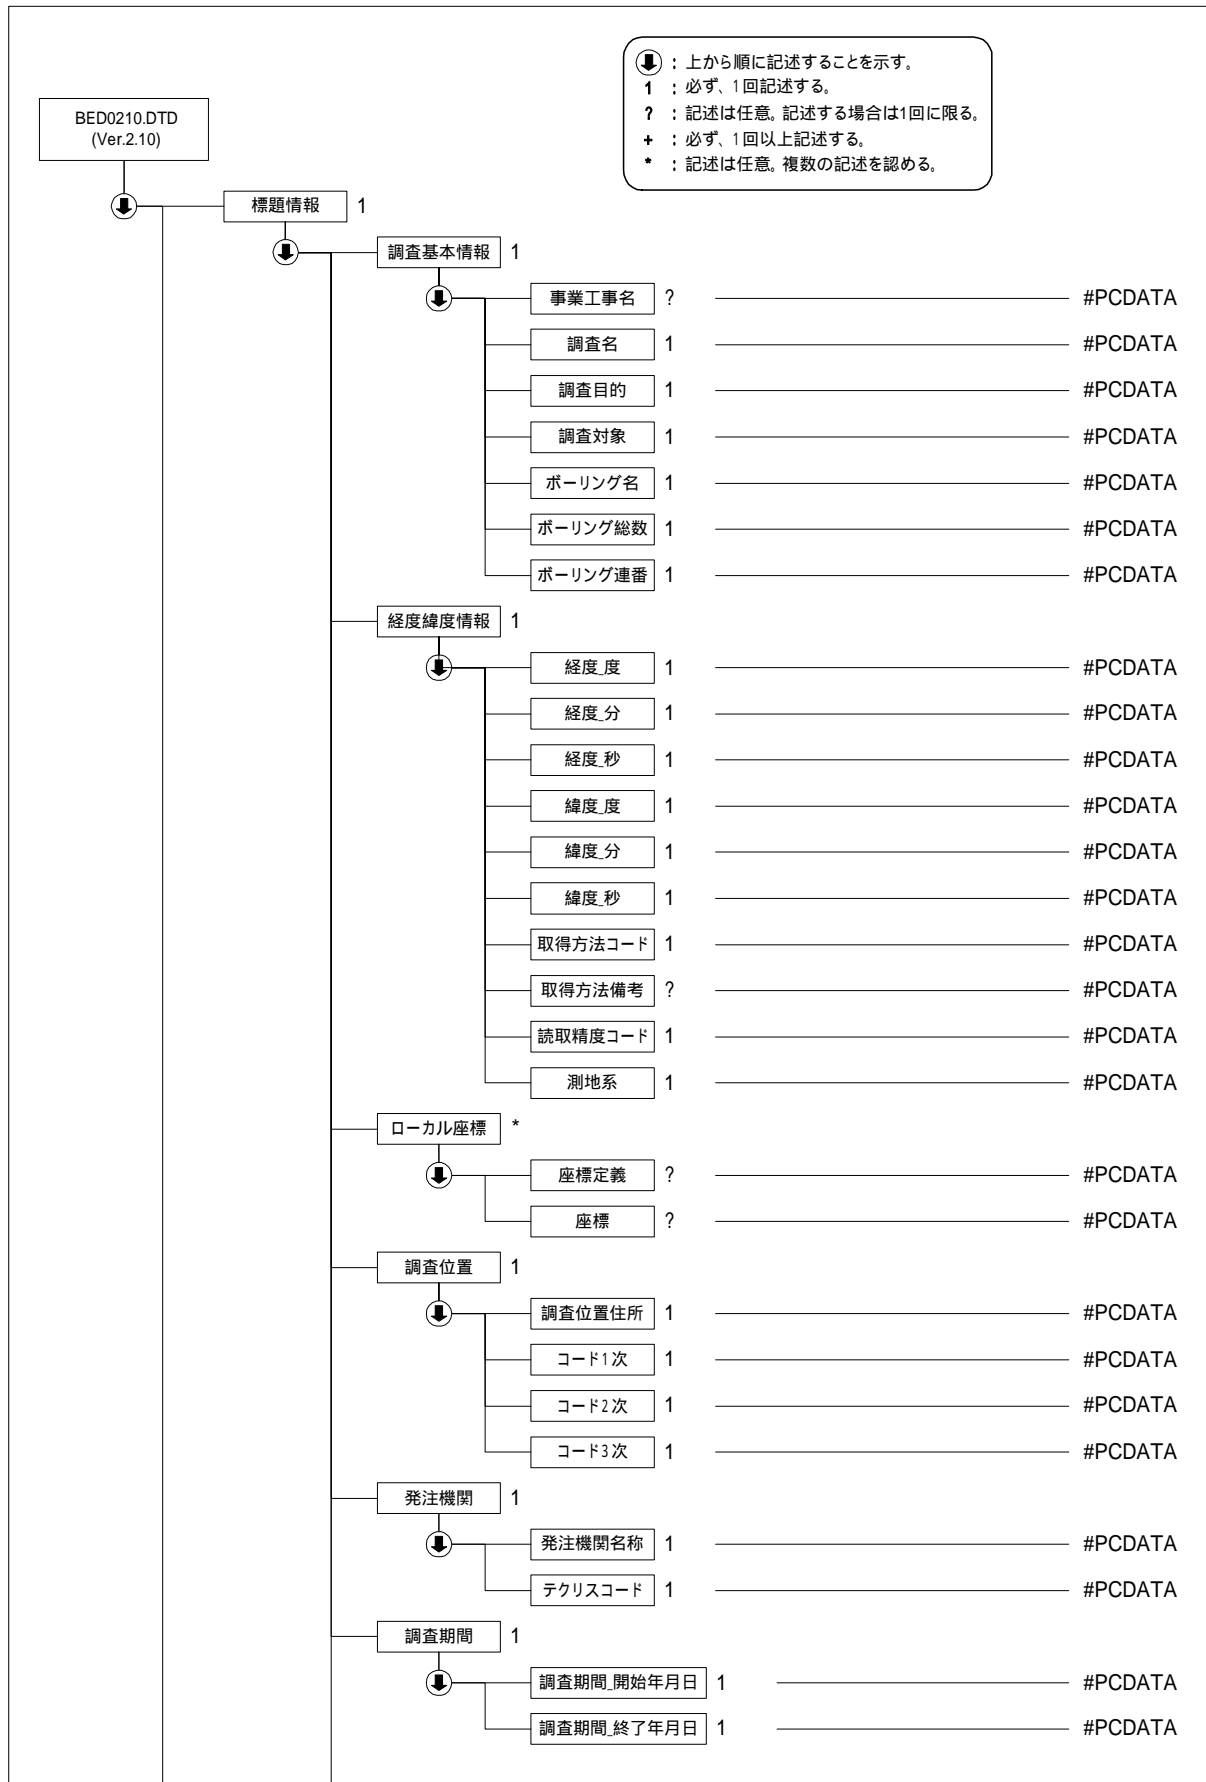 ： 上から順に記述することを示す。
1 ： 必ず、1回記述する。
? ： 記述は任意。記述する場合は1回に限る。
+ ： 必ず、1回以上記述する。
* ： 記述は任意。複数の記述を認める。
BED0210.DTD
(Ver.2.10)
標題情報 1
調査基本情報 1
事業工事名 ? #PCDATA
調査名 1 #PCDATA
調査目的 1 #PCDATA
調査対象 1 #PCDATA
ボーリング名 1 #PCDATA
ボーリング総数 1 #PCDATA
ボーリング連番 1 #PCDATA
経度緯度情報 1
経度_度 1 #PCDATA
経度_分 1 #PCDATA
経度_秒 1 #PCDATA
緯度_度 1 #PCDATA
緯度_分 1 #PCDATA
緯度_秒 1 #PCDATA
取得方法コード 1 #PCDATA
取得方法備考 ? #PCDATA
読取精度コード 1 #PCDATA
測地系 1 #PCDATA
ローカル座標 *
座標定義 ? #PCDATA
座標 ? #PCDATA
調査位置 1
調査位置住所 1 #PCDATA
コード1次 1 #PCDATA
コード2次 1 #PCDATA
コード3次 1 #PCDATA
発注機関 1
発注機関名称 1 #PCDATA
テクリスコード 1 #PCDATA
調査期間 1
調査期間_開始年月日 1 #PCDATA
調査期間_終了年月日 1 #PCDATA